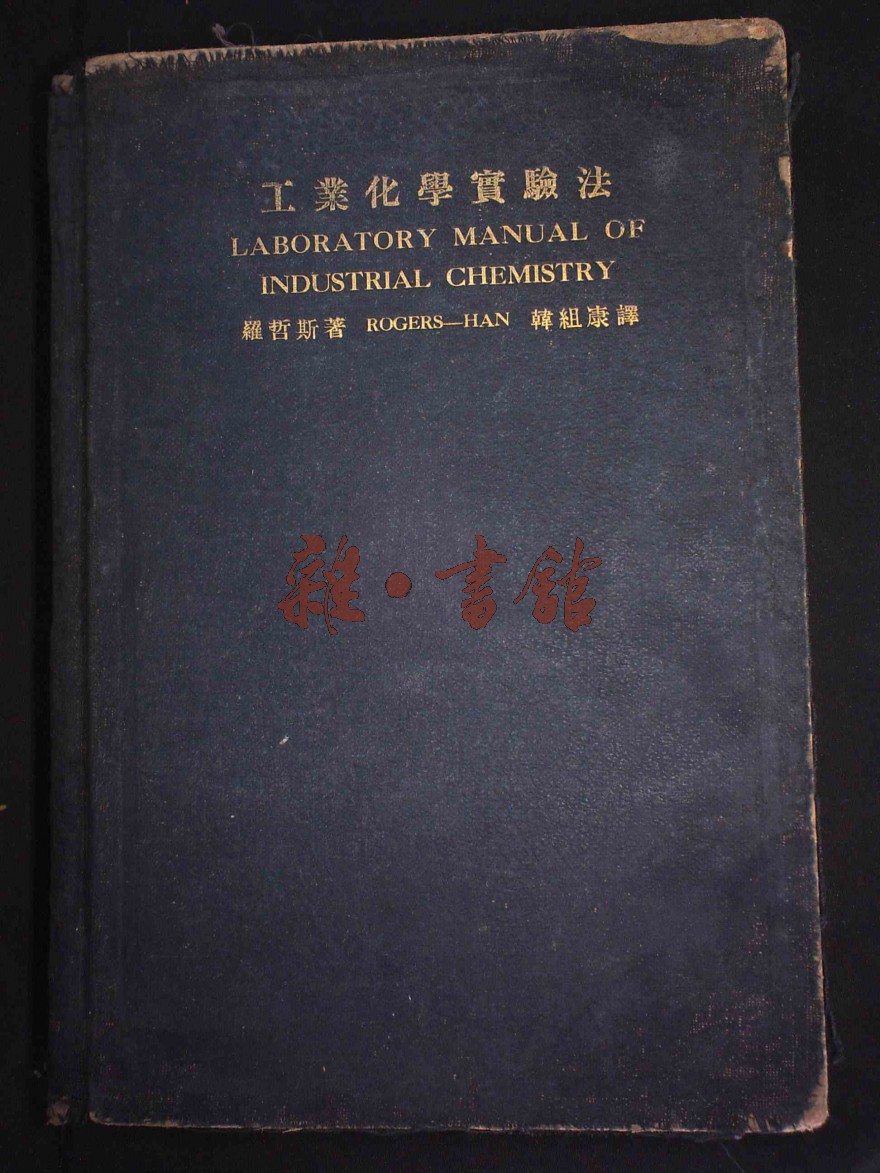 工業化學實驗法
LABORATORY MANUAL OF
INDUSTRIAL CHEMISTRY
羅哲斯著 ROGERS—HAN 韓組康譯
雜·書館